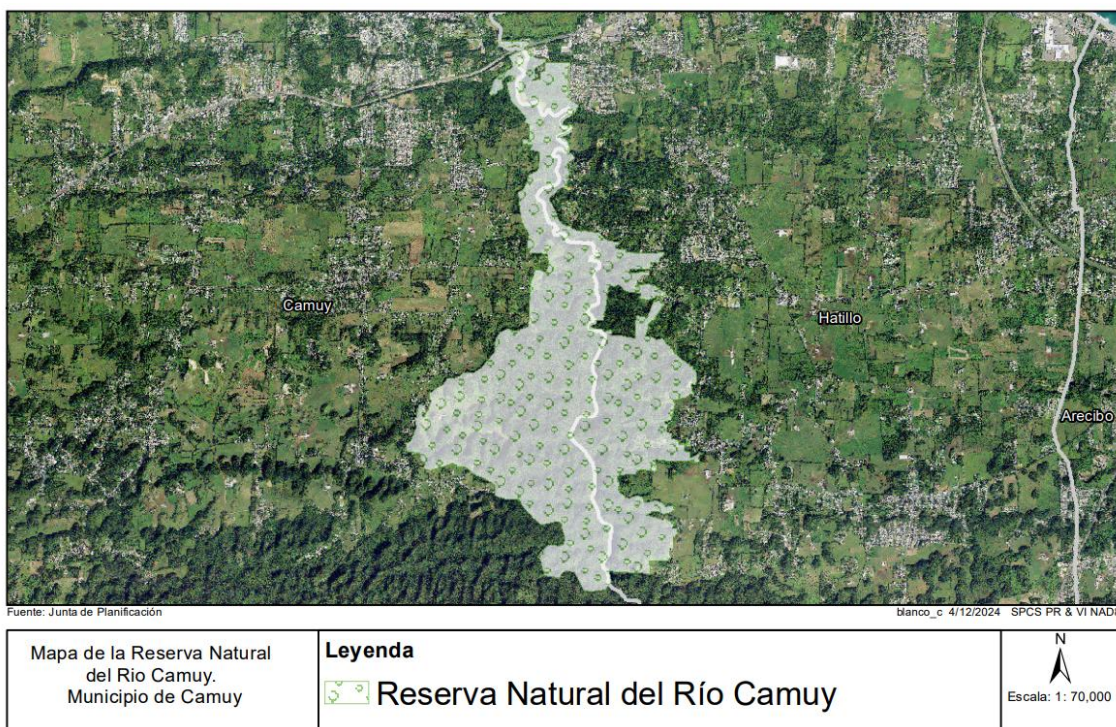 Camuy
Hatillo
Arecibo
Fuente: Junta de Planificación
blanco_c 4/12/2024 SPCS PR & VI NAD8
Mapa de la Reserva Natural
del Rio Camuy.
Municipio de Camuy
Leyenda
Reserva Natural del Río Camuy
N
Escala: 1: 70,000